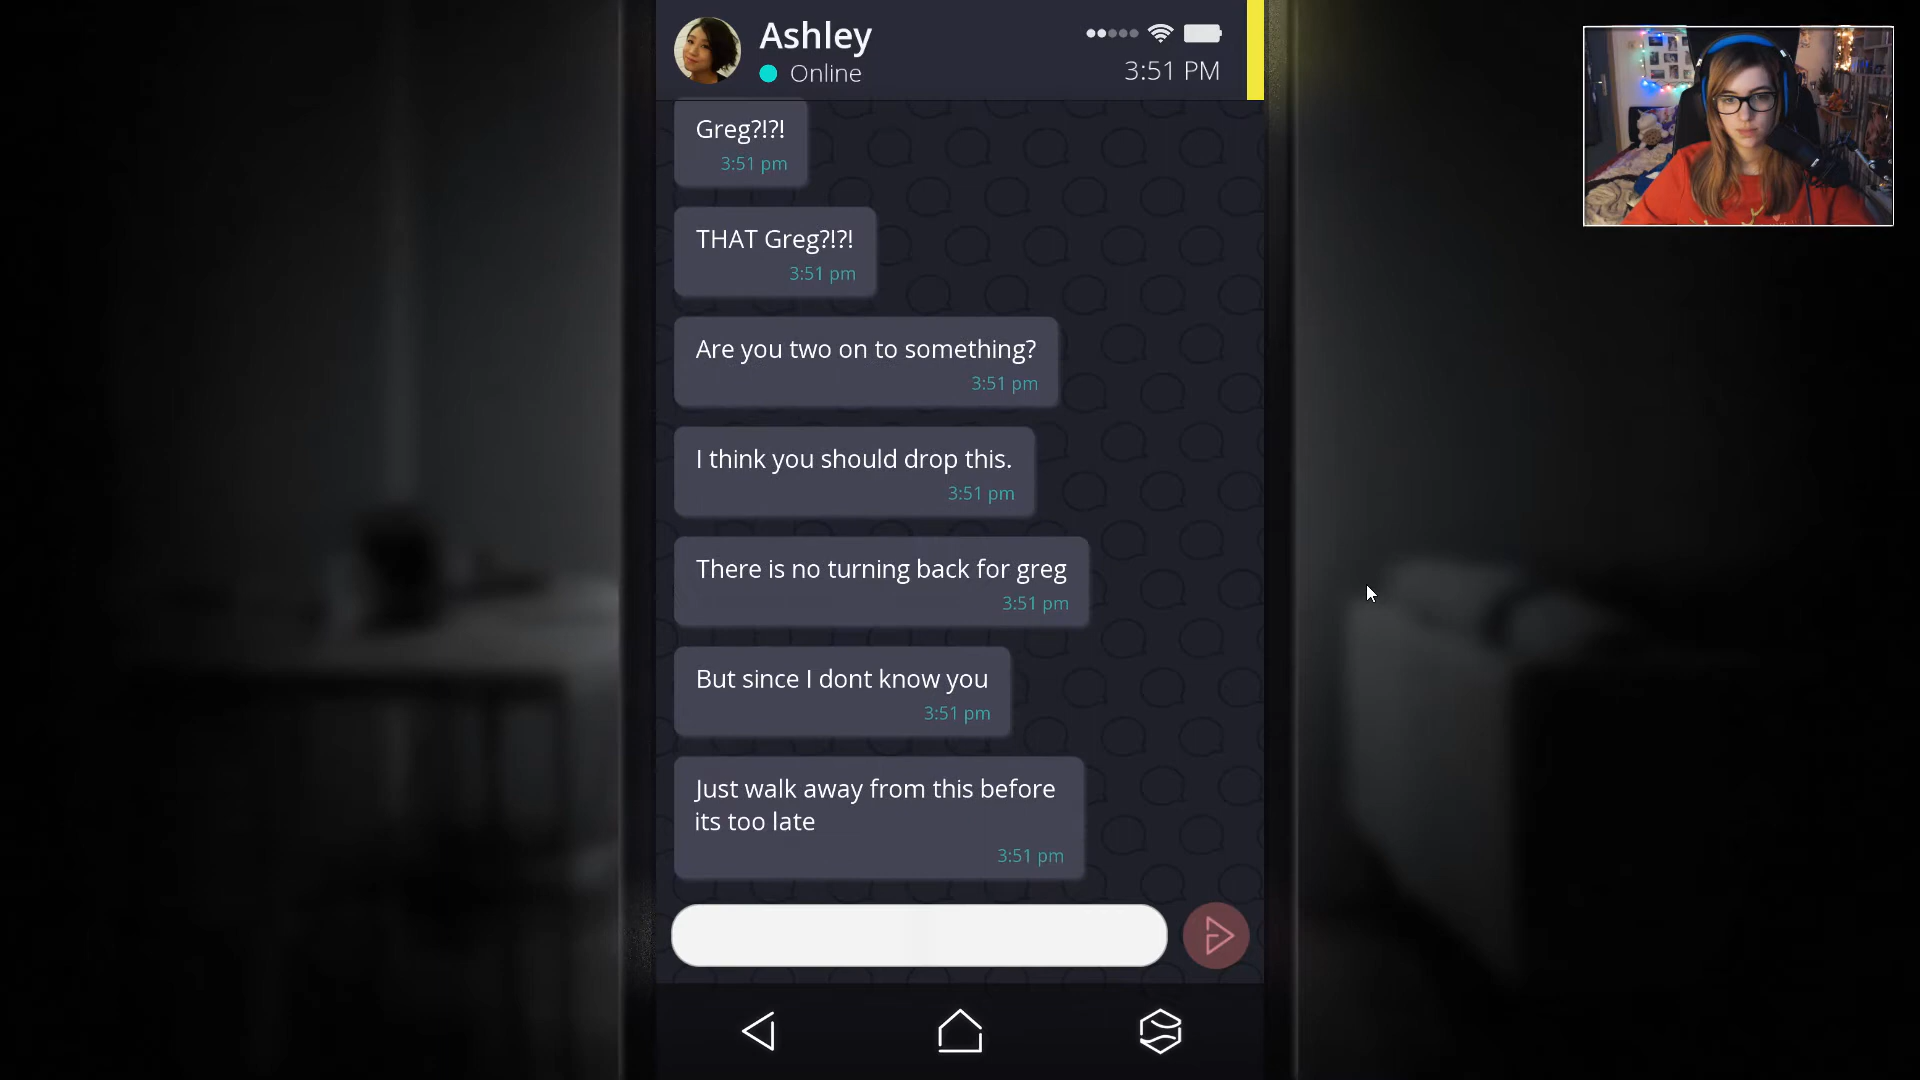 Ashley
Online
3:51 PM
Greg?!?!
3:51 pm
THAT Greg?!?!
3:51 pm
Are you two on to something?
3:51 pm
I think you should drop this.
3:51 pm
There is no turning back for greg
3:51 pm
But since I dont know you
3:51 pm
Just walk away from this before
its too late
3:51 pm